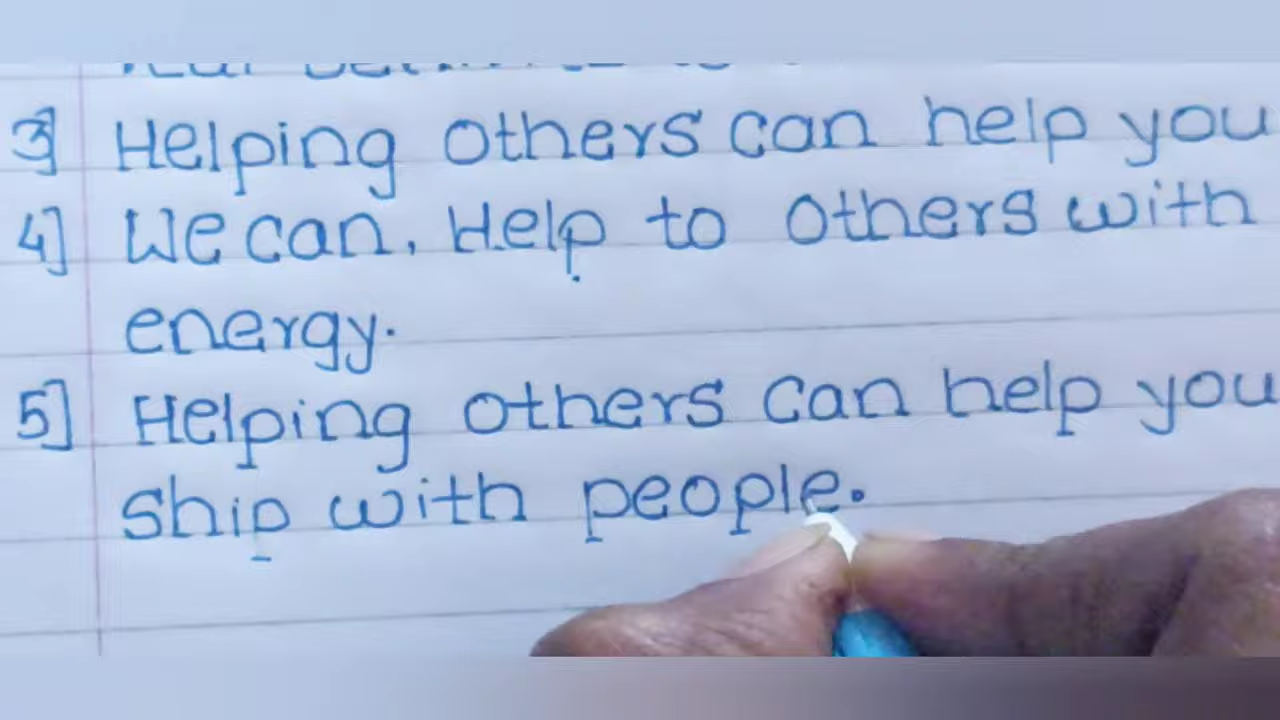 3] Helping others can help you
4] We can, Help to others with
energy.
5] Helping others can help you
ship with people.